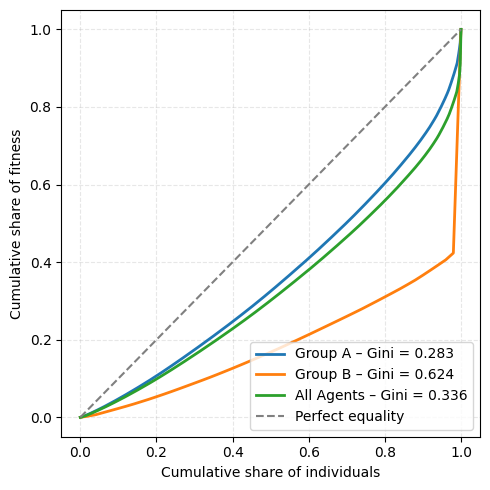 1.0
0.8
0.6
0.4
0.2
0.0
Cumulative share of fitness
0.0 0.2 0.4 0.6 0.8 1.0
Cumulative share of individuals
Group A – Gini = 0.283
Group B – Gini = 0.624
All Agents – Gini = 0.336
Perfect equality